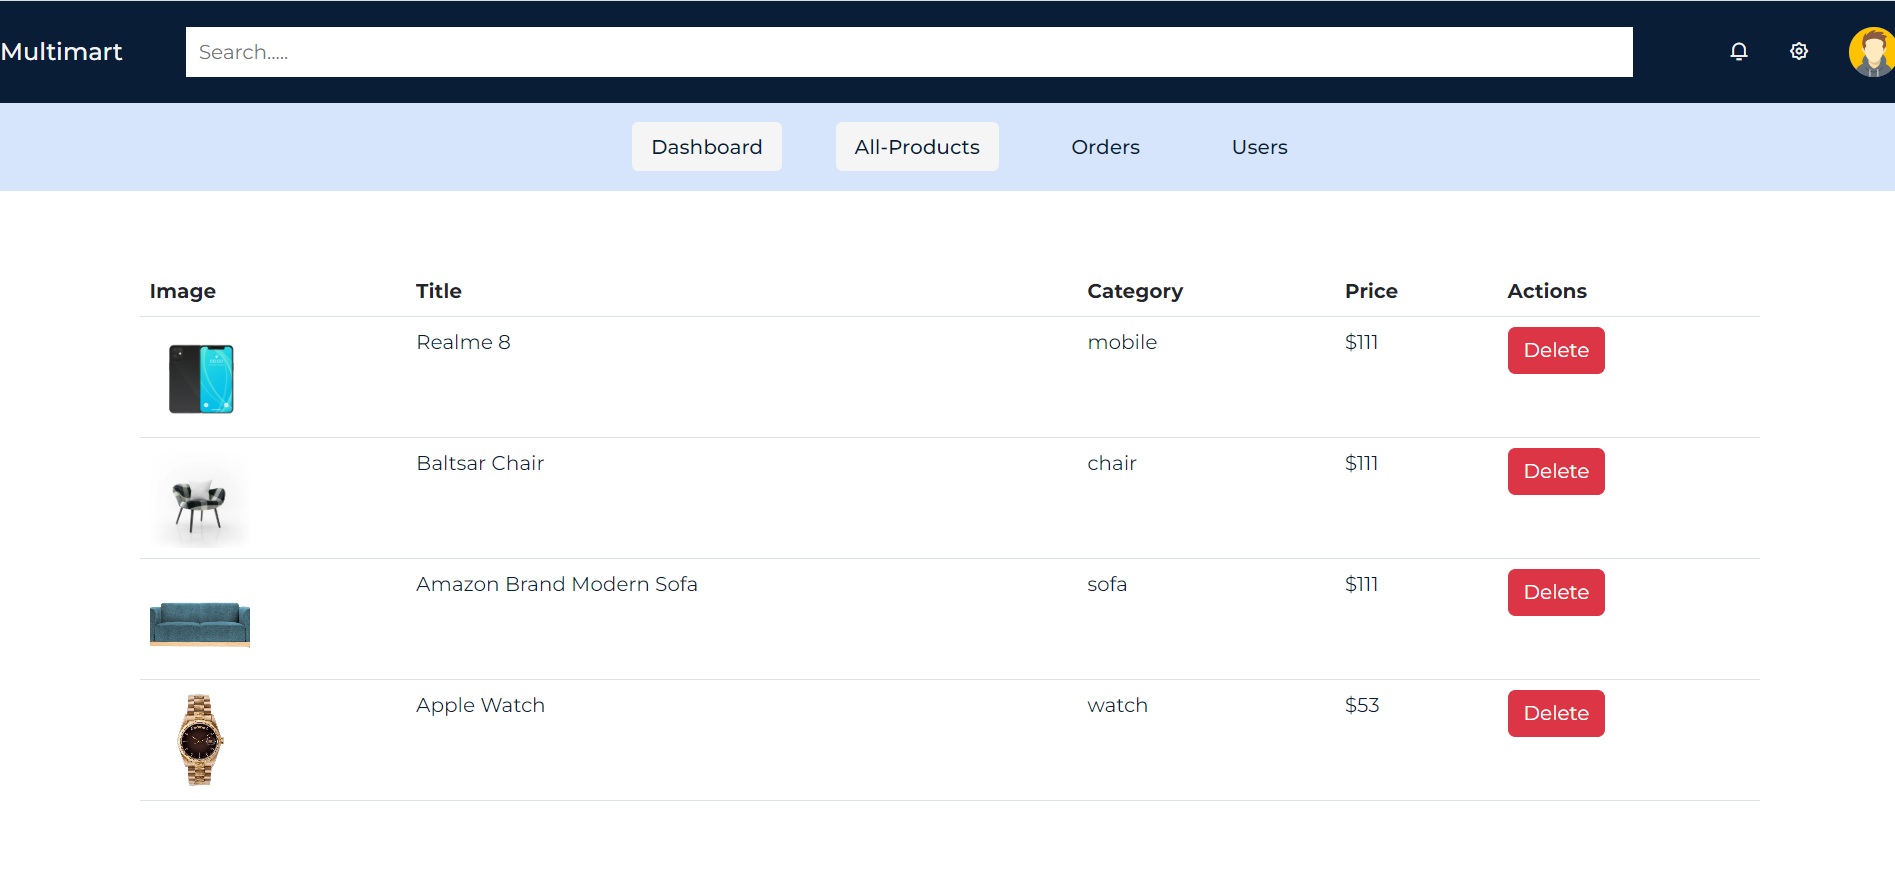 Multimart
Search.....
Dashboard All-Products Orders Users
Image Title Category Price Actions
Realme 8 mobile $111 Delete
Baltsar Chair chair $111 Delete
Amazon Brand Modern Sofa sofa $111 Delete
Apple Watch watch $53 Delete